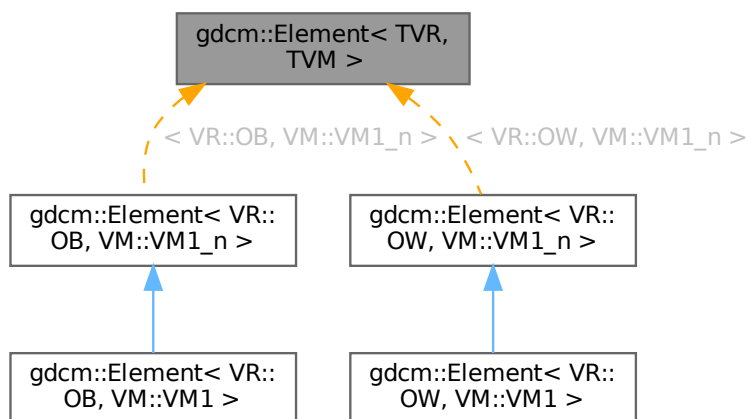 gdcm::Element< TVR,
TVM >
< VR::OB, VM::VM1_n >
< VR::OW, VM::VM1_n >
gdcm::Element< VR::
OB, VM::VM1_n >
gdcm::Element< VR::
OW, VM::VM1_n >
gdcm::Element< VR::
OB, VM::VM1 >
gdcm::Element< VR::
OW, VM::VM1 >